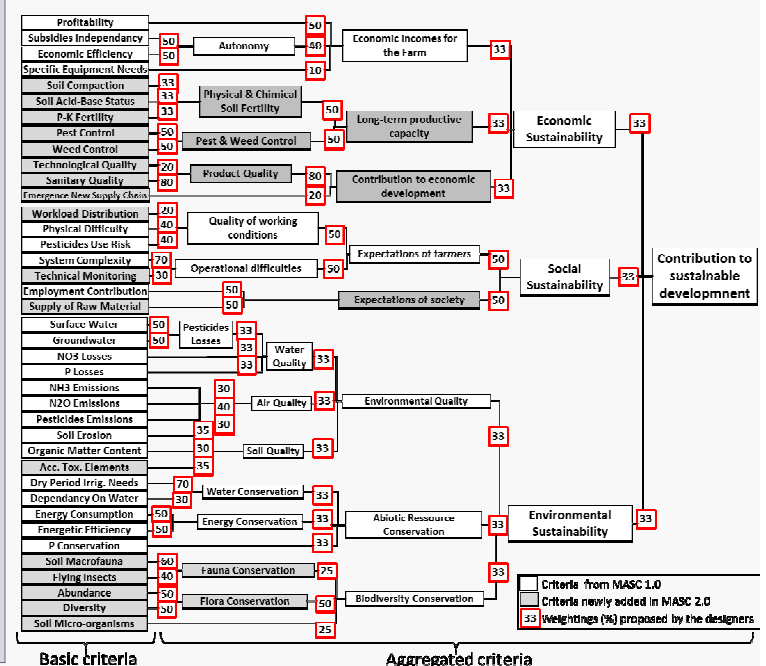 Profitability
50
Subsidies Independancy
50
Autonomy
40
Economic Incomes for
the Farm
33
Economic Efficiency
50
Specific Equipment Needs
10
Soil Compaction
33
Soil Acid-Base Status
33
Physical & Chimical
Soil Fertility
50
P-K Fertility
33
Long-term productive
capacity
33
Economic
Sustainability
33
Pest Control
50
Pest & Weed Control
50
Weed Control
50
Technological Quality
20
Product Quality
80
Sanitary Quality
80
Contribution to economic
development
33
Emergence New Supply Chain
20
Workload Distribution
20
Physical Difficulty
40
Quality of working
conditions
50
Pesticides Use Risk
40
Expectations of farmers
50
System Complexity
70
Operational difficulties
50
Technical Monitoring
30
Social
Sustainability
33
Contribution to
sustainable
developmnent
Employment Contribution
50
Supply of Raw Material
50
Expectations of society
50
Surface Water
50
Pesticides
Losses
33
Groundwater
50
NO3 Losses
33
Water
Quality
33
P Losses
33
NH3 Emissions
30
N2O Emissions
40
Air Quality
33
Environmental Quality
33
Pesticides Emissions
30
Soil Erosion
35
Organic Matter Content
30
Soil Quality
33
Acc. Tox. Elements
35
Dry Period Irrig. Needs
70
Water Conservation
33
Dependancy On Water
30
Energy Consumption
50
Energy Conservation
33
Abiotic Ressource
Conservation
33
Environmental
Sustainability
33
Energetic Efficiency
50
P Conservation
33
Soil Macrofauna
60
Fauna Conservation
25
33
Flying Insects
40
Abundance
50
Flora Conservation
50
Biodiversity Conservation
Diversity
50
Soil Micro-organisms
25
Criteria from MASC 1.0
Criteria newly added in MASC 2.0
33
Weightings (%) proposed by the designers
Basic criteria
Aggregated criteria